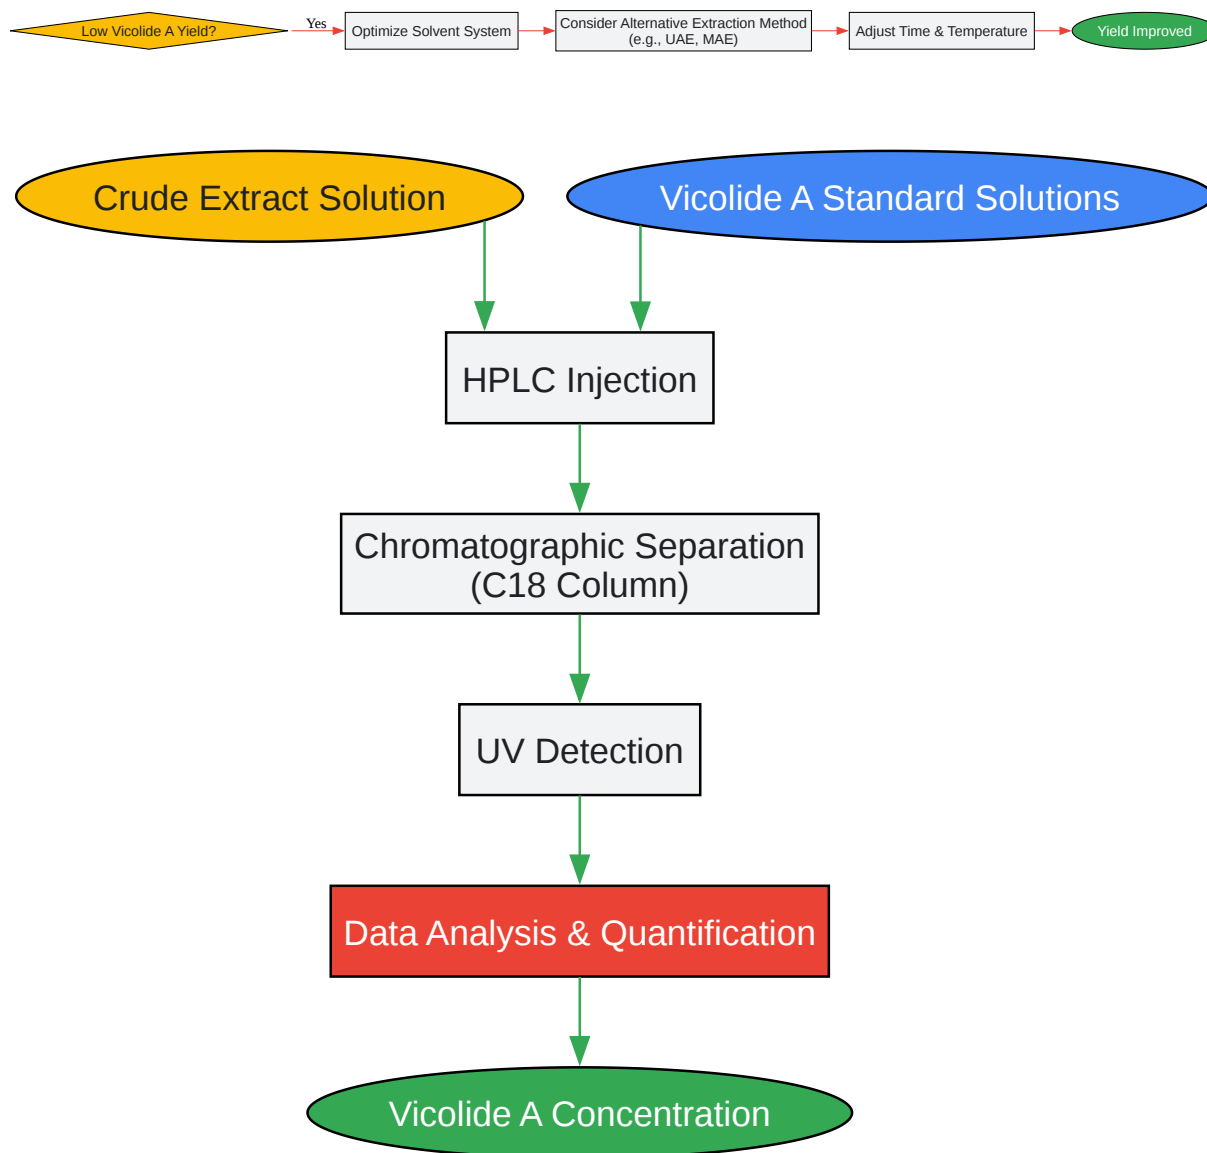 Low Vicolide A Yield?
Yes
Optimize Solvent System
Consider Alternative Extraction Method
(e.g., UAE, MAE)
Adjust Time & Temperature
Yield Improved
Crude Extract Solution
Vicolide A Standard Solutions
HPLC Injection
Chromatographic Separation
(C18 Column)
UV Detection
Data Analysis & Quantification
Vicolide A Concentration